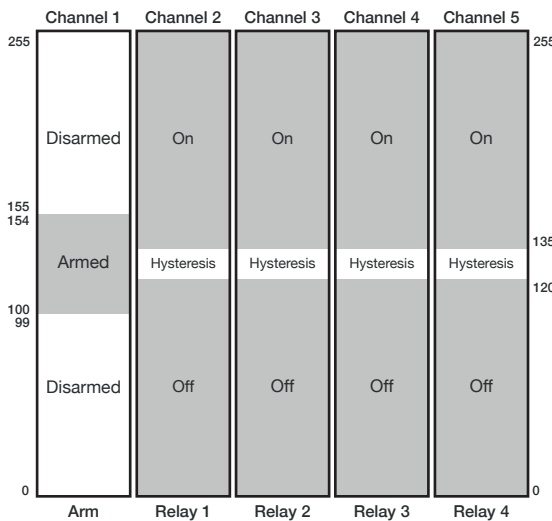 Channel 1 Channel 2 Channel 3 Channel 4 Channel 5
255 255
Disarmed On On On On
155
154
135
Armed Hysteresis Hysteresis Hysteresis Hysteresis
120
100
99
Disarmed Off Off Off Off
0 0
Arm Relay 1 Relay 2 Relay 3 Relay 4